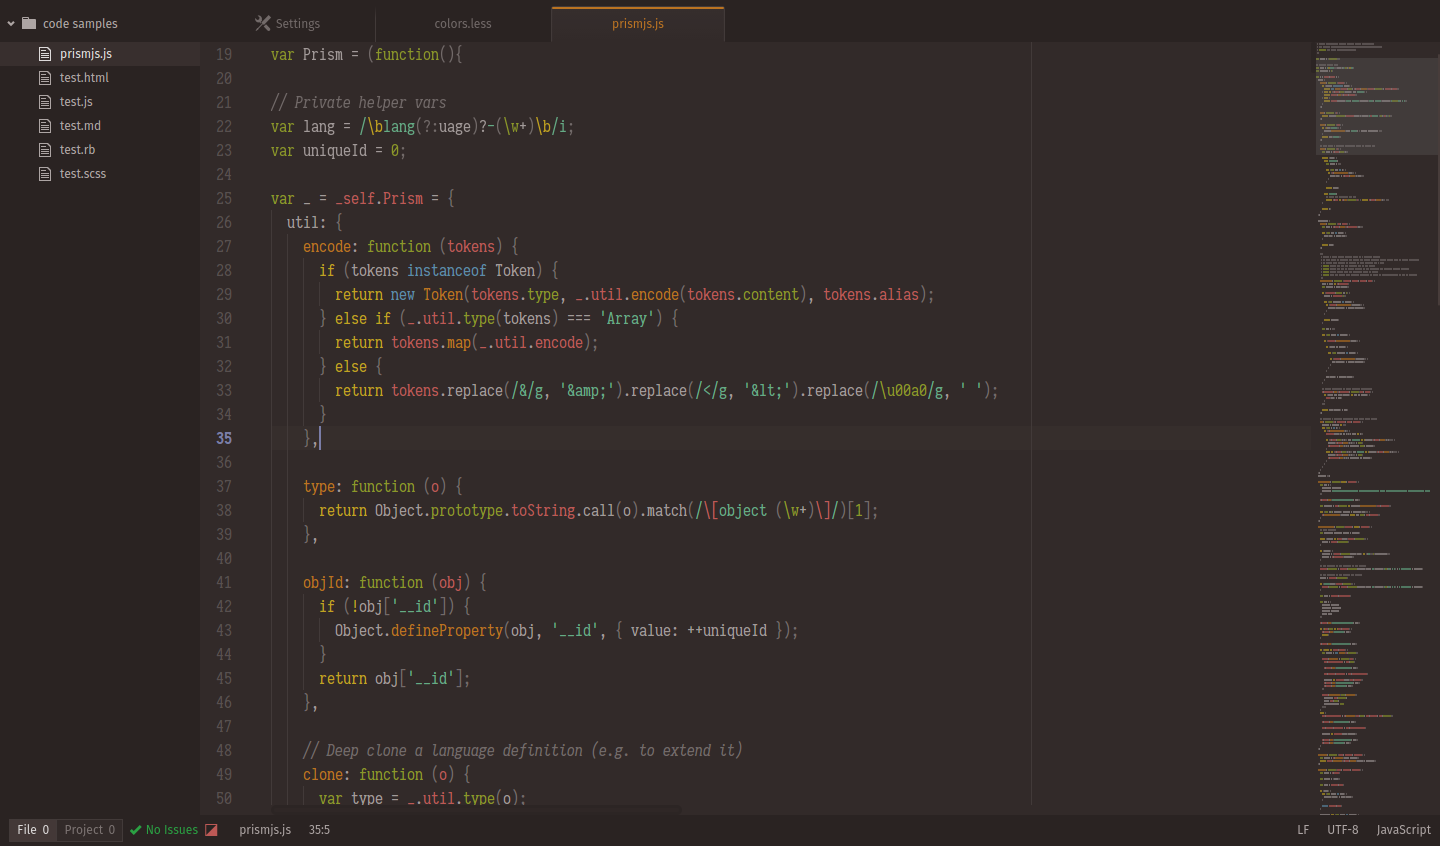 code samples
prismjs.js
test.html
test.js
test.md
test.rb
test.scss
Settings
colors.less
prismjs.js
19 var Prism = (function(){
20
21 // Private helper vars
22 var lang = /\blang(?:uage)?-(\w+)\b/i;
23 var uniqueId = 0;
24
25 var _ = _self.Prism = {
26 util: {
27 encode: function (tokens) {
28 if (tokens instanceof Token) {
29 return new Token(tokens.type, _.util.encode(tokens.content), tokens.alias);
30 } else if (_.util.type(tokens) === 'Array') {
31 return tokens.map(_.util.encode);
32 } else {
33 return tokens.replace(/&/g, '&amp;').replace(/</g, '&lt;').replace(/\u00a0/g, ' ');
34 }
35 },
36
37 type: function (o) {
38 return Object.prototype.toString.call(o).match(/\[object (\w+)\]/)[1];
39 },
40
41 objId: function (obj) {
42 if (!obj['__id']) {
43 Object.defineProperty(obj, '__id', { value: ++uniqueId });
44 }
45 return obj['__id'];
46 },
47
48 // Deep clone a language definition (e.g. to extend it)
49 clone: function (o) {
50 var type = _.util.type(o);
File 0 Project 0 No Issues prismjs.js 35:5 LF UTF-8 JavaScript